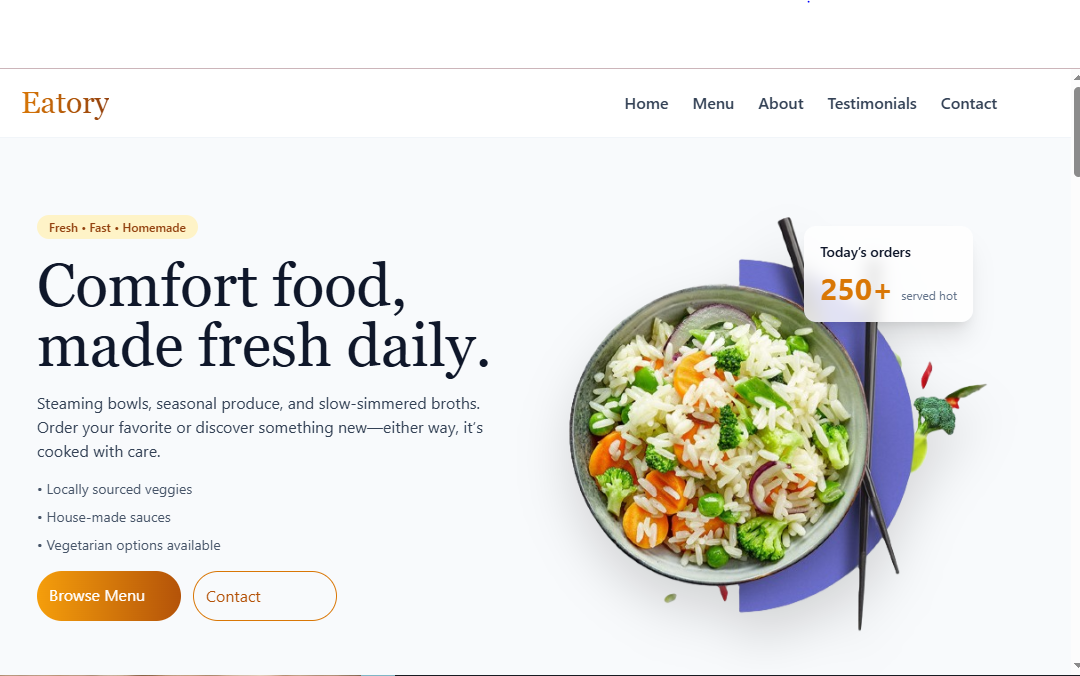 Eatory
Home Menu About Testimonials Contact
Fresh • Fast • Homemade
Comfort food,
made fresh daily.
Steaming bowls, seasonal produce, and slow-simmered broths.
Order your favorite or discover something new—either way, it’s
cooked with care.
• Locally sourced veggies
• House-made sauces
• Vegetarian options available
Browse Menu
Contact
Today’s orders
250+ served hot